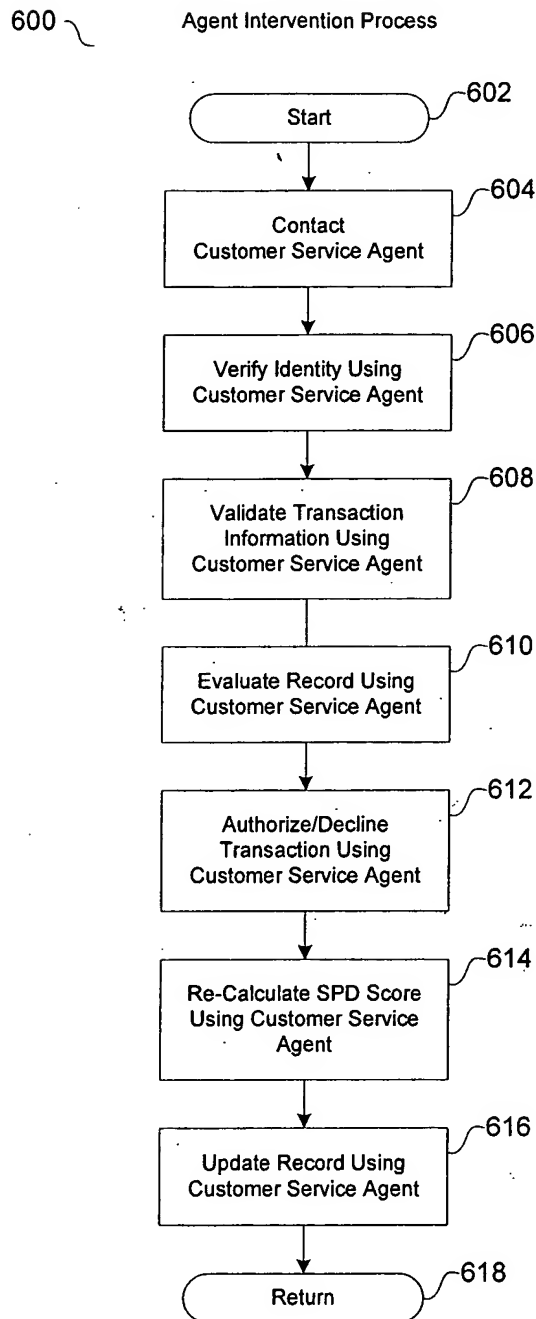 600
Agent Intervention Process
602
Start
604
Contact
Customer Service Agent
606
Verify Identity Using
Customer Service Agent
608
Validate Transaction
Information Using
Customer Service Agent
610
Evaluate Record Using
Customer Service Agent
612
Authorize/Decline
Transaction Using
Customer Service Agent
614
Re-Calculate SPD Score
Using Customer Service
Agent
616
Update Record Using
Customer Service Agent
618
Return